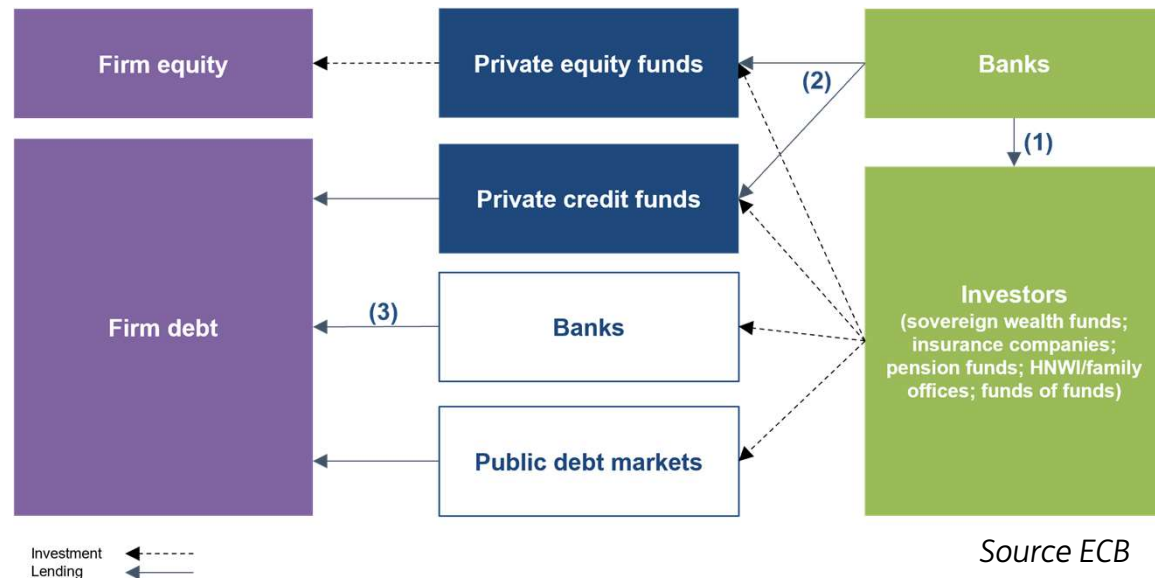 Firm equity
Private equity funds
Banks
(2)
(1)
Private credit funds
Firm debt
(3)
Banks
Investors
(sovereign wealth funds;
insurance companies;
pension funds; HNWI/family
offices; funds of funds)
Public debt markets
Investment
Lending
Source ECB